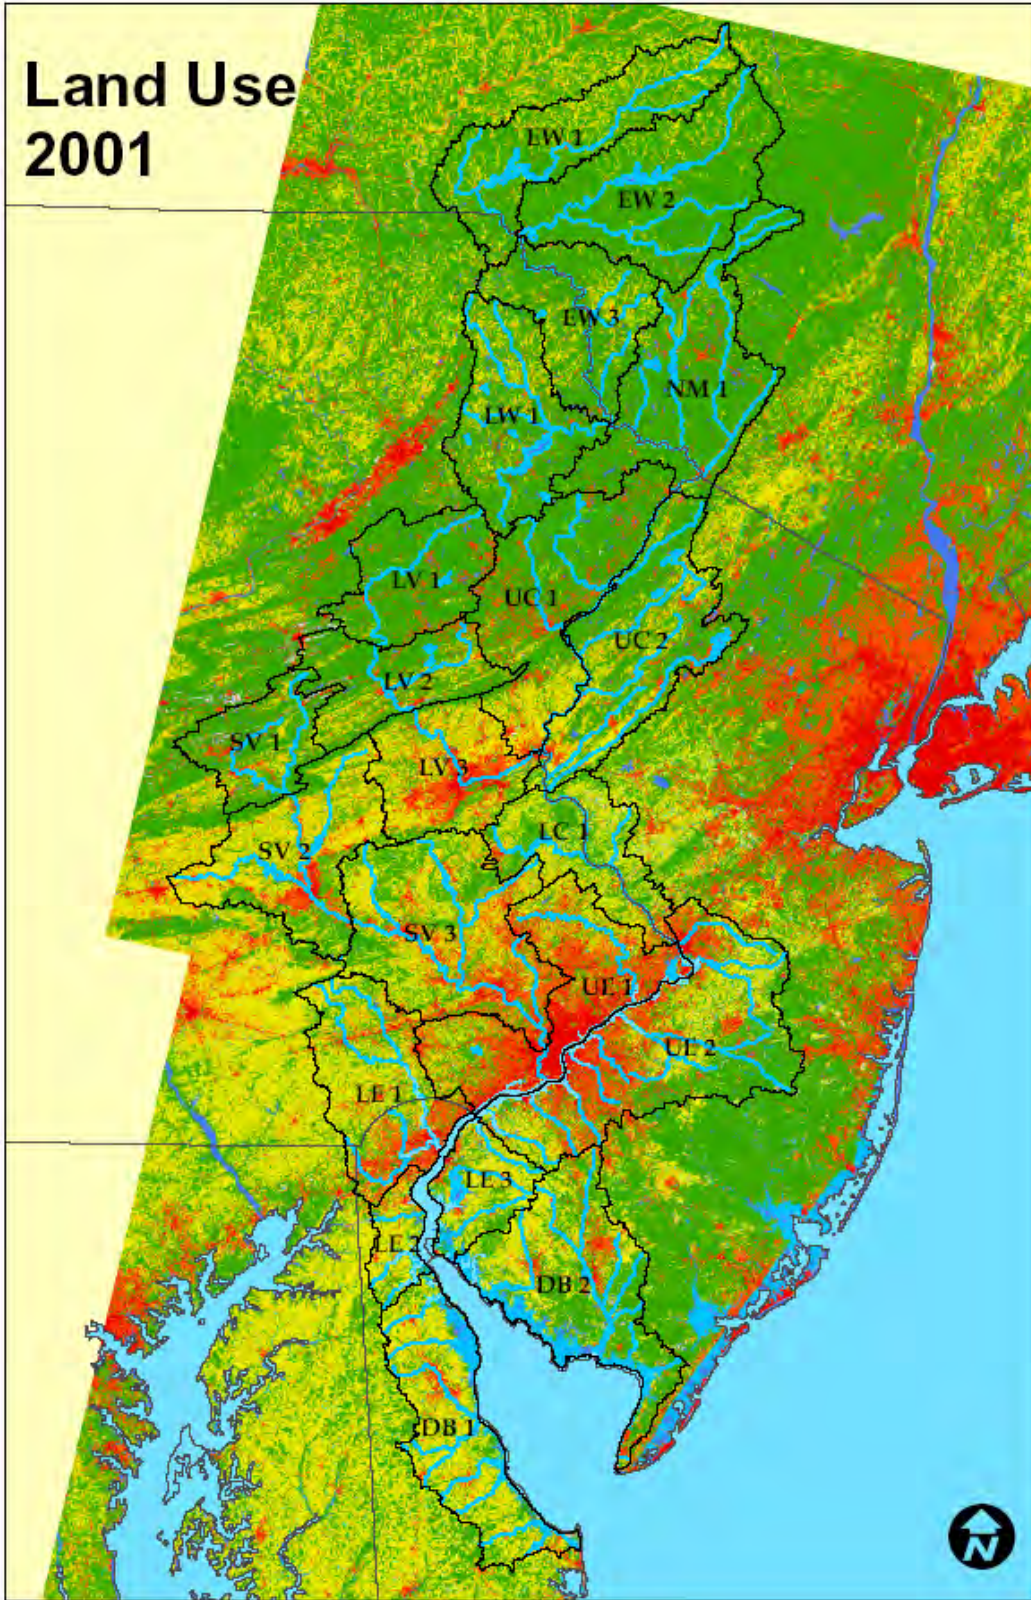 Land Use
2001
EW 1
EW 2
EW 3
NM 1
LW 1
LV 1
UC 1
UC 2
LV 2
SV 1
LV 3
LC 1
SV 2
SV 3
UE 1
UE 2
LE 1
LE 3
LE 2
DB 2
DB 1
N